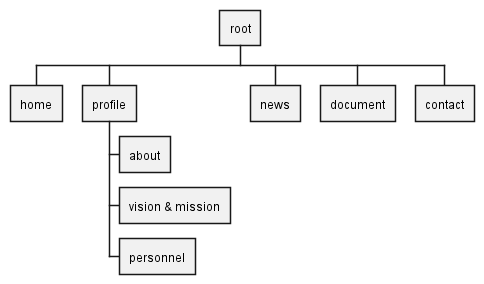 root
home
profile
news
document
contact
about
vision & mission
personnel